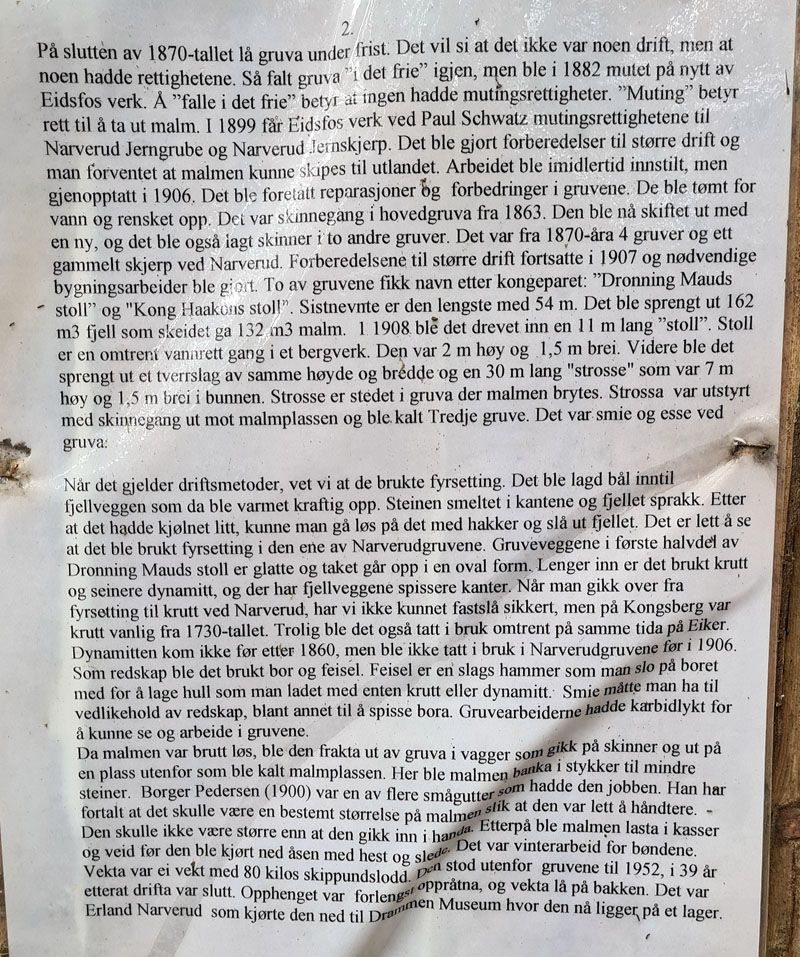 2.
På slutten av 1870-tallet lå gruva under frist. Det vil si at det ikke var noen drift, men at
noen hadde rettighetene. Så falt gruva "i det frie" igjen, men ble i 1882 mutet på nytt av
Eidsfos verk. Å "falle i det frie" betyr at ingen hadde mutingsrettigheter. "Muting" betyr
rett til å ta ut malm. I 1899 får Eidsfos verk ved Paul Schwatz mutingsrettighetene til
Narverud Jerngrube og Narverud Jernskjerp. Det ble gjort forberedelser til større drift og
man forventet at malmen kunne skipes til utlandet. Arbeidet ble imidlertid innstilt, men
gjenopptatt i 1906. Det ble foretatt reparasjoner og forbedringer i gruvene. De ble tømt for
vann og rensket opp. Det var skinnegang i hovedgruva fra 1863. Den ble nå skiftet ut med
en ny, og det ble også lagt skinner i to andre gruver. Det var fra 1870-åra 4 gruver og ett
gammelt skjerp ved Narverud. Forberedelsene til større drift fortsatte i 1907 og nødvendige
bygningsarbeider ble gjort. To av gruvene fikk navn etter kongeparet: "Dronning Mauds
stoll" og "Kong Haakons stoll". Sistnevnte er den lengste med 54 m. Det ble sprengt ut 162
m3 fjell som skeidet ga 132 m3 malm. I 1908 ble det drevet inn en 11 m lang "stoll". Stoll
er en omtrent vannrett gang i et bergverk. Den var 2 m høy og 1,5 m brei. Videre ble det
sprengt ut et tverrslag av samme høyde og bredde og en 30 m lang "strosse" som var 7 m
høy og 1,5 m brei i bunnen. Strosse er stedet i gruva der malmen brytes. Strossa var utstyrt
med skinnegang ut mot malmplassen og ble kalt Tredje gruve. Det var smie og esse ved
gruva.
Når det gjelder driftsmetoder, vet vi at de brukte fyrsetting. Det ble lagd bål inntil
fjellveggen som da ble varmet kraftig opp. Steinen smeltet i kantene og fjellet sprakk. Etter
at det hadde kjølnet litt, kunne man gå løs på det med hakker og slå ut fjellet. Det er lett å se
at det ble brukt fyrsetting i den ene av Narverudgruvene. Gruveveggene i første halvdel av
Dronning Mauds stoll er glatte og taket går opp i en oval form. Lenger inn er det brukt krutt
og seinere dynamitt, og der har fjellveggene spissere kanter. Når man gikk over fra
fyrsetting til krutt ved Narverud, har vi ikke kunnet fastslå sikkert, men på Kongsberg var
krutt vanlig fra 1730-tallet. Trolig ble det også tatt i bruk omtrent på samme tida på Eiker.
Dynamitten kom ikke før etter 1860, men ble ikke tatt i bruk i Narverudgruvene før i 1906.
Som redskap ble det brukt bor og feisel. Feisel er en slags hammer som man slo på boret
med for å lage hull som man ladet med enten krutt eller dynamitt. Smie måtte man ha til
vedlikehold av redskap, blant annet til å spisse bora. Gruvearbeiderne hadde karbidlykt for
å kunne se og arbeide i gruvene.
Da malmen var brutt løs, ble den frakta ut av gruva i vagger som gikk på skinner og ut på
en plass utenfor som ble kalt malmplassen. Her ble malmen banka i stykker til mindre
steiner. Borger Pedersen (1900) var en av flere smågutter som hadde den jobben. Han har
fortalt at det skulle være en bestemt størrelse på malmen slik at den var lett å håndtere.
Den skulle ikke være større enn at den gikk inn i handa. Etterpå ble malmen lasta i kasser
og veid før den ble kjørt ned åsen med hest og slede. Det var vinterarbeid for bøndene.
Vekta var ei vekt med 80 kilos skippundslodd. Den stod utenfor gruvene til 1952, i 39 år
etterat drifta var slutt. Opphenget var forlengst oppråtna, og vekta lå på bakken. Det var
Erland Narverud som kjørte den ned til Drammen Museum hvor den nå ligger på et lager.